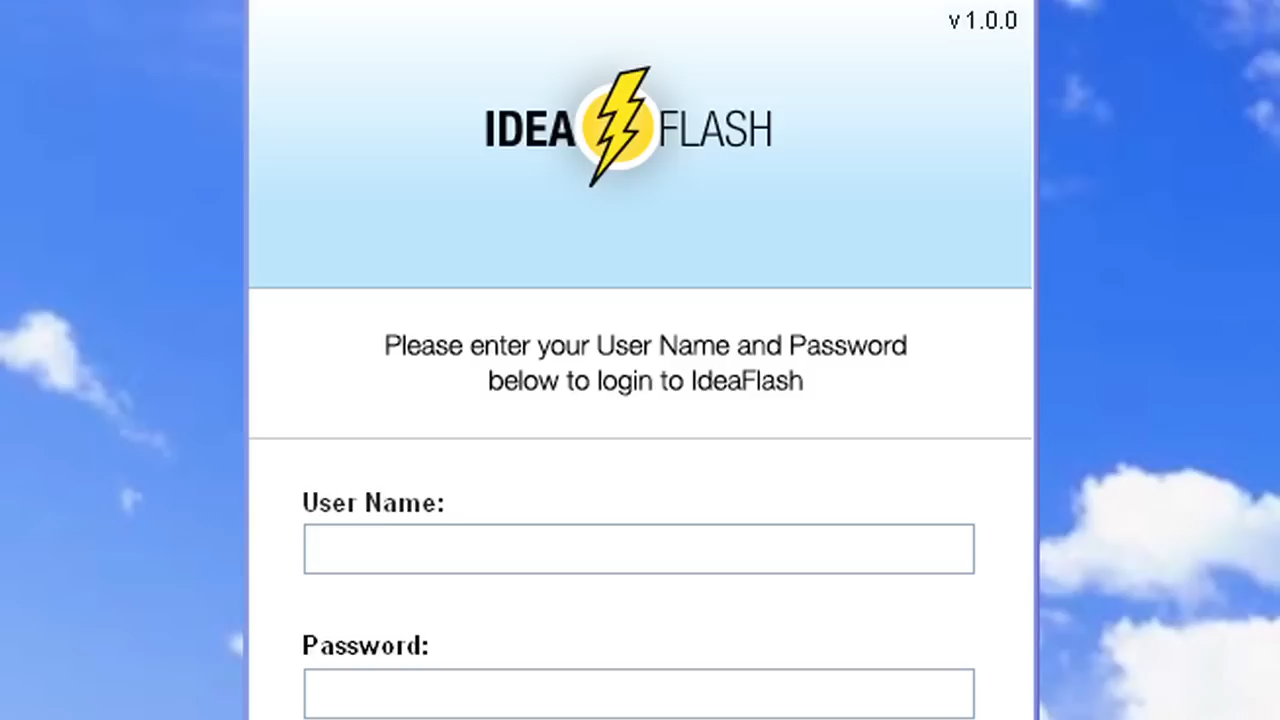 v 1.0.0
IDEA FLASH
Please enter your User Name and Password
below to login to IdeaFlash
User Name:
Password: